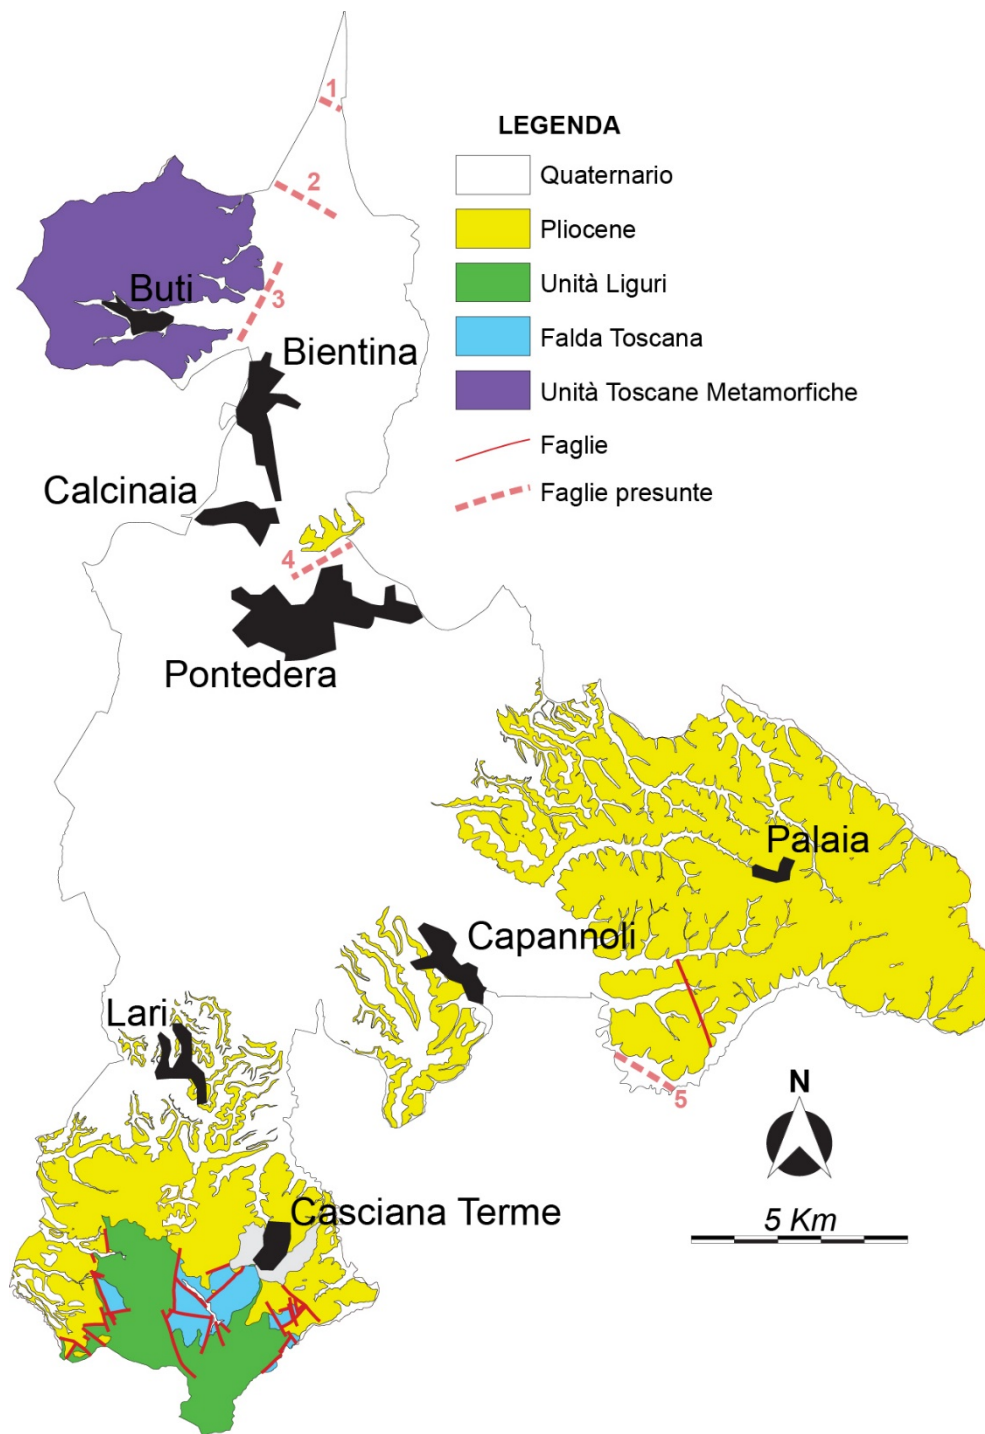 1
LEGENDA
Quaternario
2
Pliocene
Unità Liguri
3
Buti
Falda Toscana
Bientina
Unità Toscane Metamorfiche
Faglie
Calcinaia
Faglie presunte
4
Pontedera
Palaia
Capannoli
Lari
5
N
Casciana Terme
5 Km